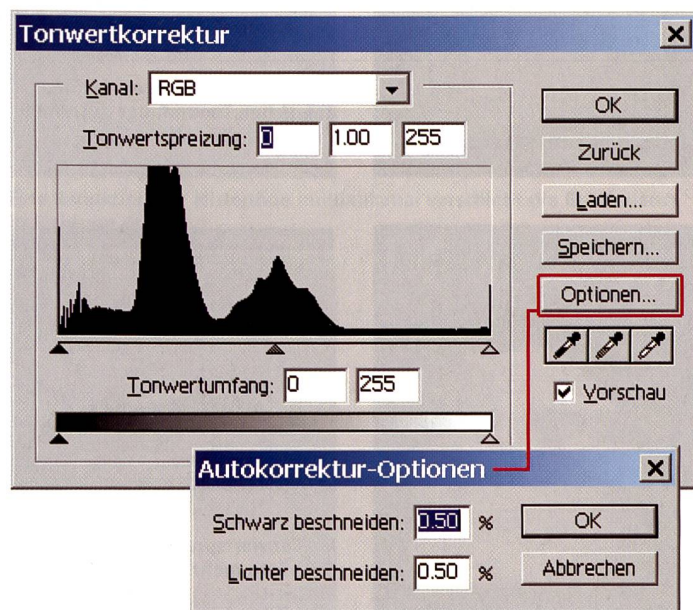 Tonwertkorrektur
Kanal: RGB
Tonwertspreizung: 0 1.00 255
OK
Zurück
Laden...
Speichern...
Optionen...
Tonwertumfang: 0 255
Vorschau
Autokorrektur-Optionen
Schwarz beschneiden: 0.50 %
OK
Lichter beschneiden: 0.50 %
Abbrechen